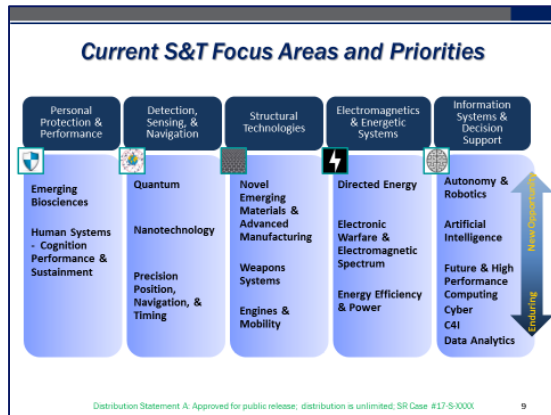 Current S&T Focus Areas and Priorities
Personal
Protection &
Performance
Detection,
Sensing, &
Navigation
Structural
Technologies
Electromagnetics
& Energetic
Systems
Information
Systems &
Decision
Support
Emerging
Biosciences
Human Systems
- Cognition
Performance &
Sustainment
Quantum
Nanotechnology
Precision
Position,
Navigation, &
Timing
Novel
Emerging
Materials &
Advanced
Manufacturing
Weapons
Systems
Engines &
Mobility
Directed Energy
Electronic
Warfare &
Electromagnetic
Spectrum
Energy Efficiency
& Power
Autonomy &
Robotics
Artificial
Intelligence
Future & High
Performance
Computing
Cyber
C4I
Data Analytics
New Opportunity
Enduring
Distribution Statement A: Approved for public release; distribution is unlimited; SR Case #17-S-XXXX
9